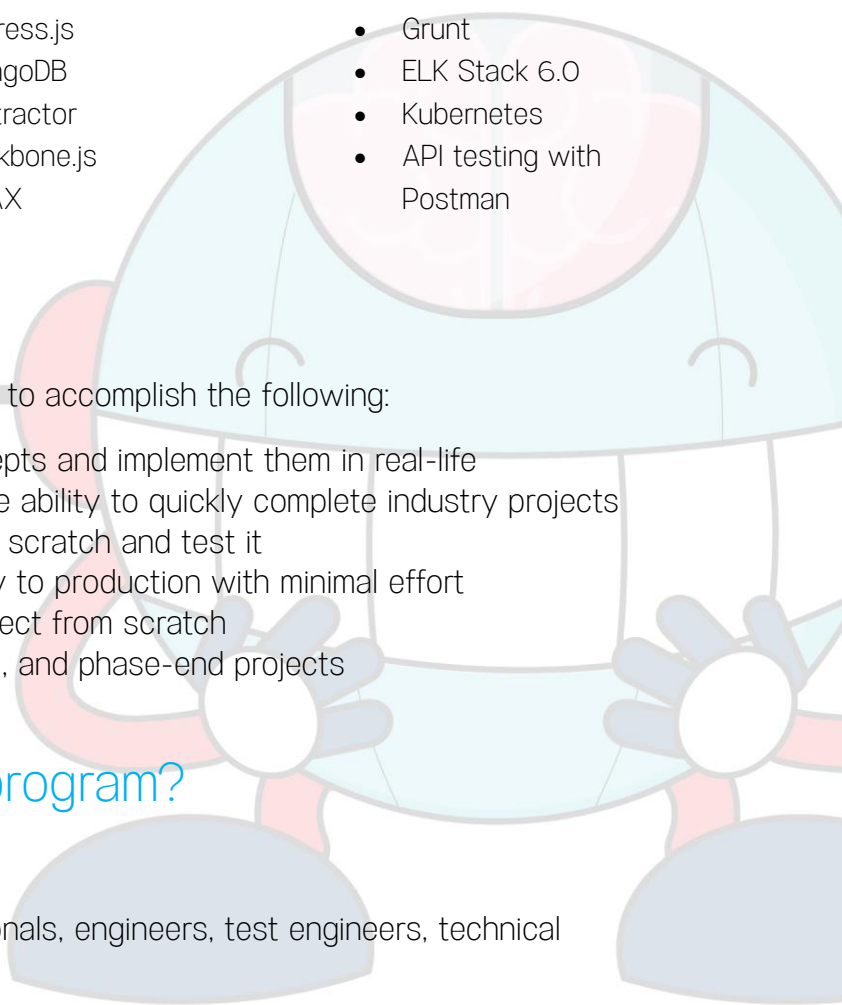 ress.js
ngoDB
tractor
kbone.js
AX
• Grunt
• ELK Stack 6.0
• Kubernetes
• API testing with
Postman
to accomplish the following:
epts and implement them in real-life
e ability to quickly complete industry projects
scratch and test it
y to production with minimal effort
ect from scratch
, and phase-end projects
program?
onals, engineers, test engineers, technical